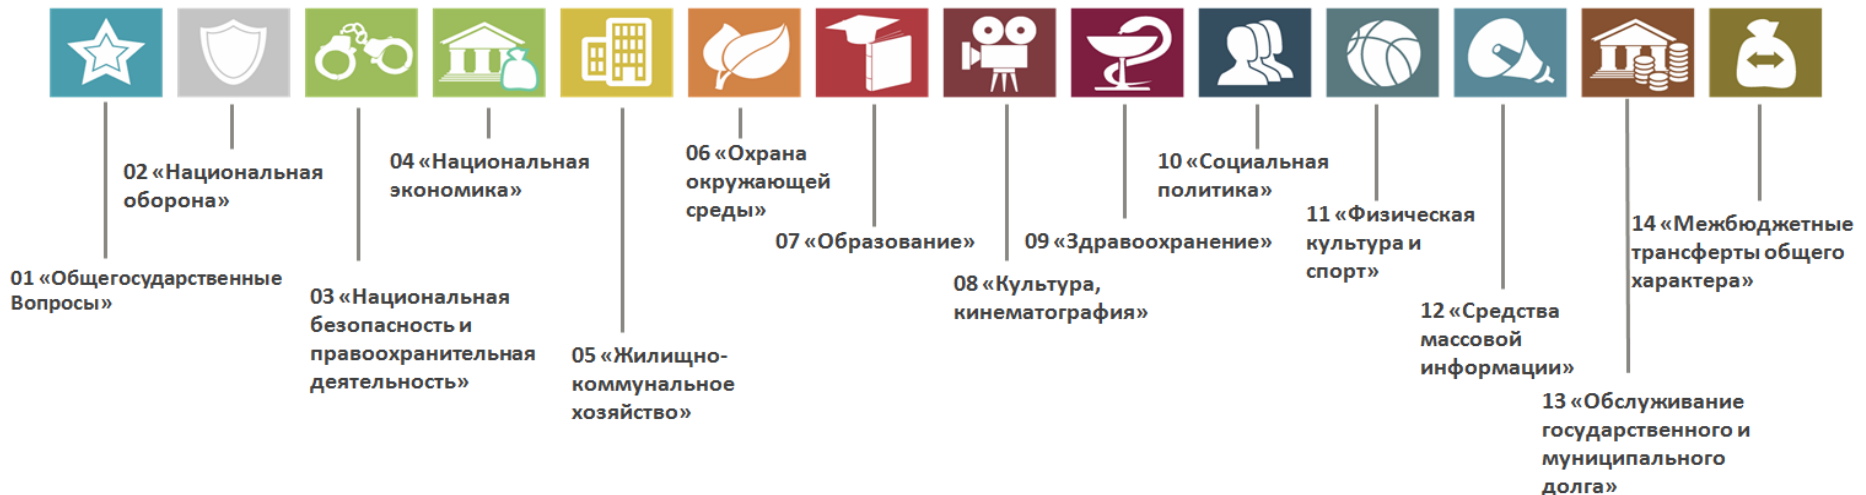 01 «Общегосударственные
Вопросы»
02 «Национальная
оборона»
03 «Национальная
безопасность и
правоохранительная
деятельность»
04 «Национальная
экономика»
05 «Жилищно-
коммунальное
хозяйство»
06 «Охрана
окружающей
среды»
07 «Образование»
08 «Культура,
кинематография»
09 «Здравоохранение»
10 «Социальная
политика»
11 «Физическая
культура и
спорт»
12 «Средства
массовой
информации»
13 «Обслуживание
государственного и
муниципального
долга»
14 «Межбюджетные
трансферты общего
характера»